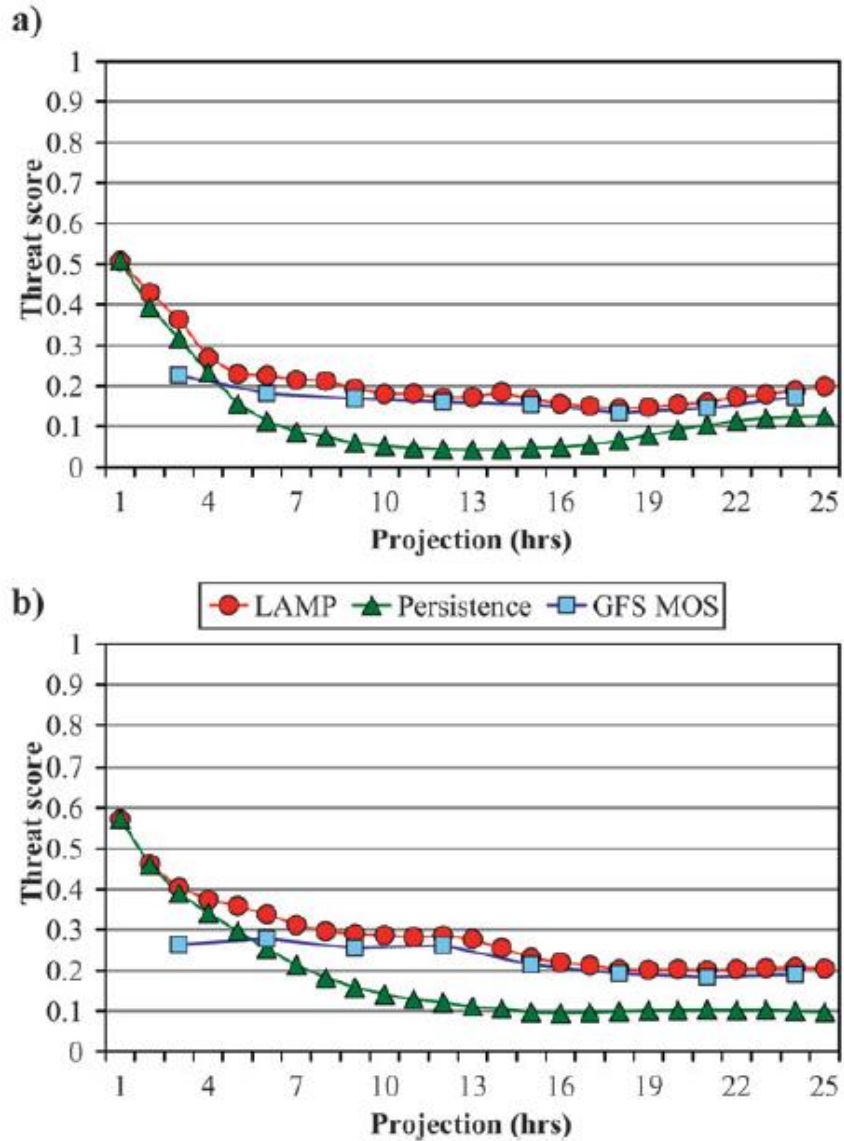 a)
1
0.9
0.8
0.7
0.6
0.5
0.4
0.3
0.2
0.1
0
Threat score
1 4 7 10 13 16 19 22 25
Projection (hrs)
b)
LAMP Persistence GFS MOS
1
0.9
0.8
0.7
0.6
0.5
0.4
0.3
0.2
0.1
0
Threat score
1 4 7 10 13 16 19 22 25
Projection (hrs)